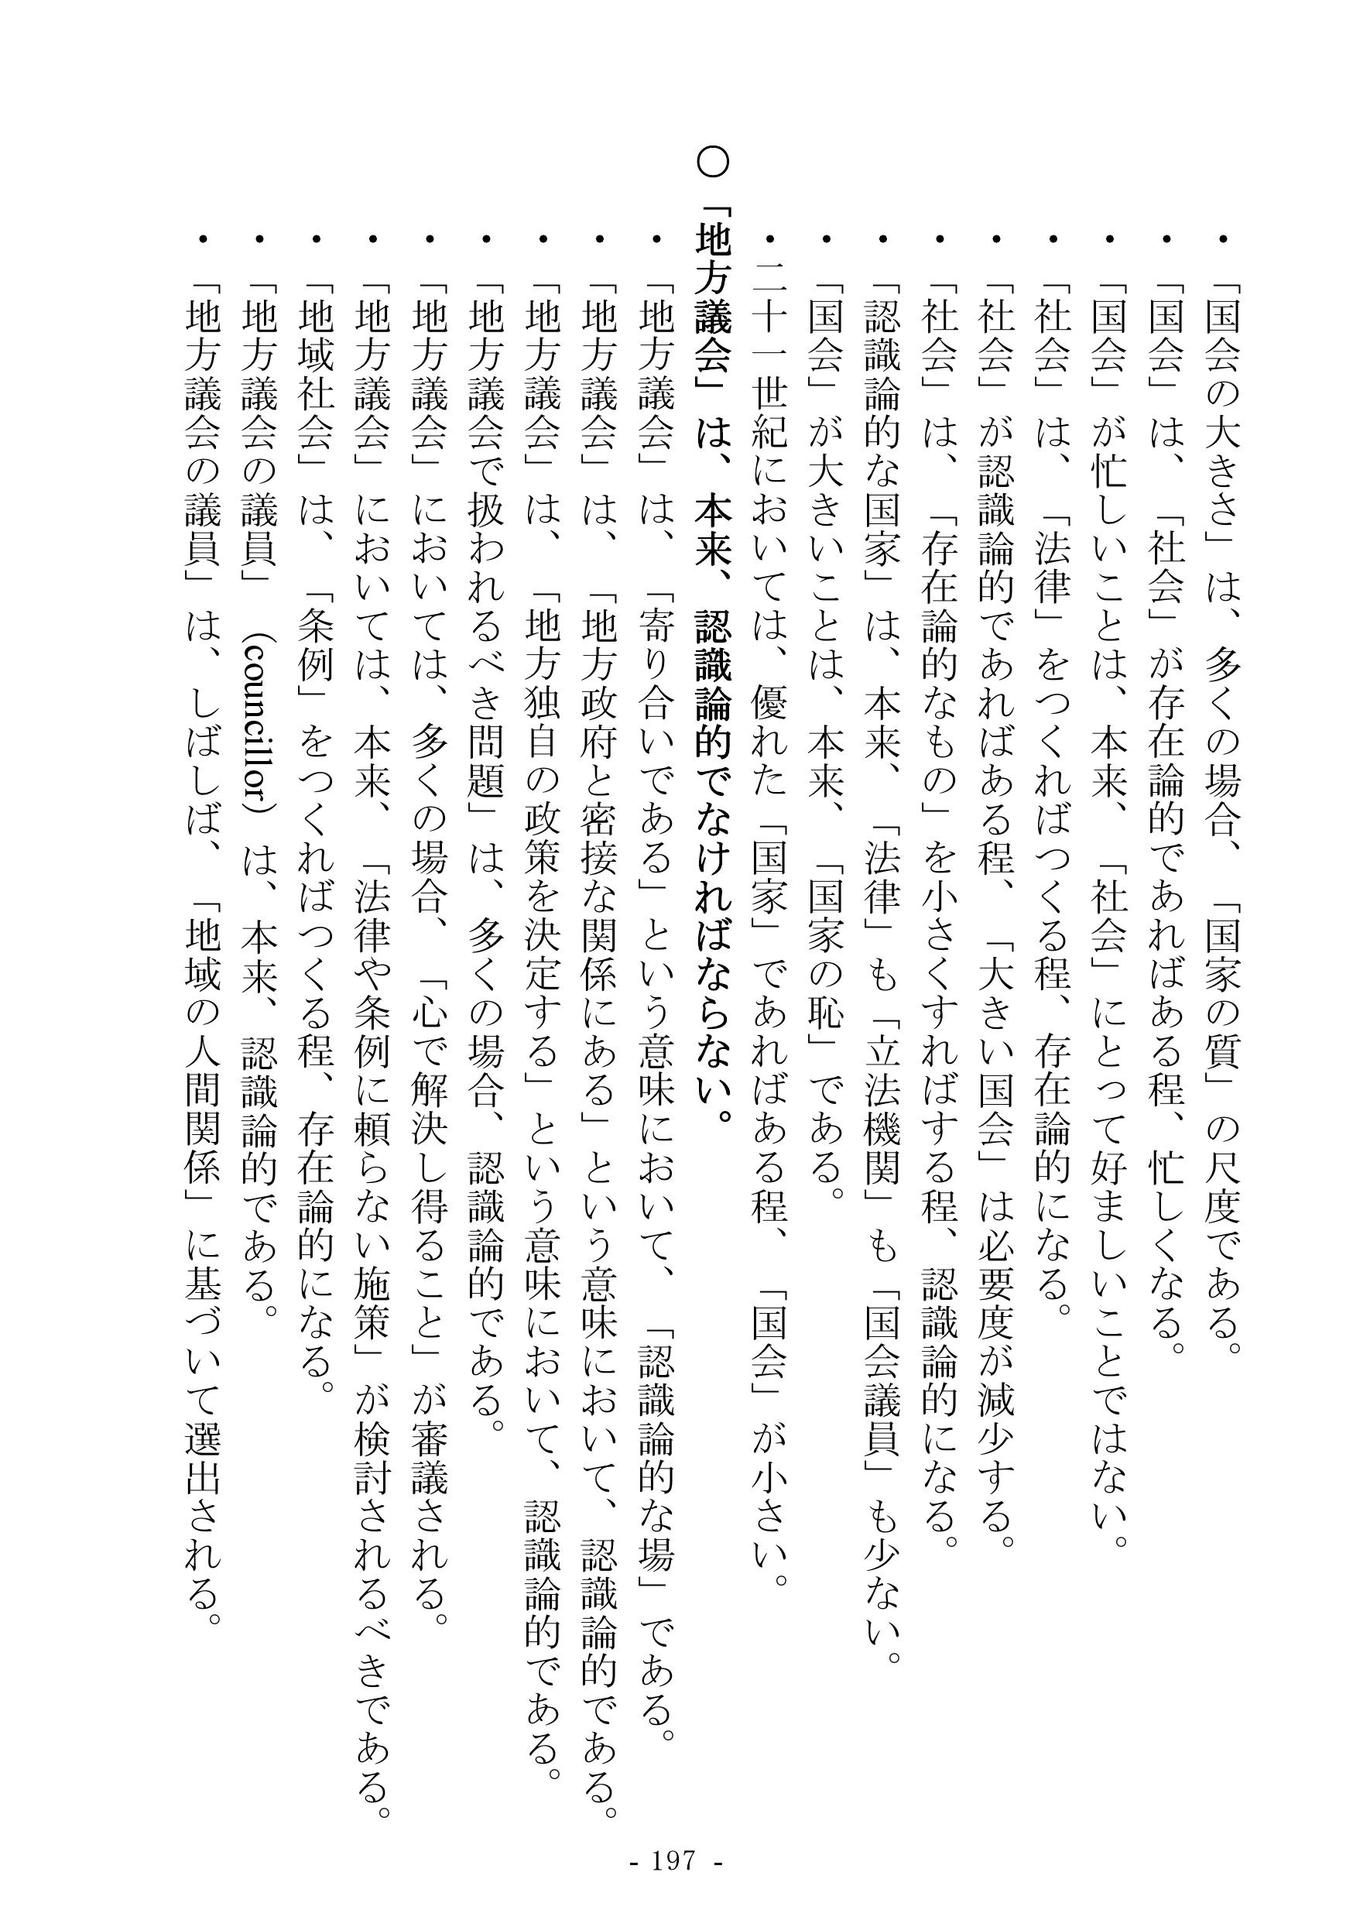 ・「国会の大きさ」は、多くの場合、「国家の質」の尺度である。
・「国会」は、「社会」が存在論的であればある程、忙しくなる。
・「国会」が忙しいことは、本来、「社会」にとって好ましいことではない。
・「社会」は、「法律」をつくればつくる程、存在論的になる。
・「社会」が認識論的であればある程、「大きい国会」は必要度が減少する。
・「社会」は、「存在論的なもの」を小さくすればする程、認識論的になる。
・「認識論的な国家」は、本来、「法律」も「立法機関」も「国会議員」も少ない。
・「国会」が大きいことは、本来、「国家の恥」である。
・二十一世紀においては、優れた「国家」であればある程、「国会」が小さい。
○「地方議会」は、本来、認識論的でなければならない。
・「地方議会」は、「寄り合いである」という意味において、「認識論的な場」である。
・「地方議会」は、「地方政府と密接な関係にある」という意味において、認識論的である。
・「地方議会」は、「地方独自の政策を決定する」という意味において、認識論的である。
・「地方議会で扱われるべき問題」は、多くの場合、認識論的である。
・「地方議会」においては、多くの場合、「心で解決し得ること」が審議される。
・「地方議会」においては、本来、「法律や条例に頼らない施策」が検討されるべきである。
・「地域社会」は、「条例」をつくればつくる程、存在論的になる。
・「地方議会の議員」（councillor）は、本来、認識論的である。
・「地方議会の議員」は、しばしば、「地域の人間関係」に基づいて選出される。
- 197 -